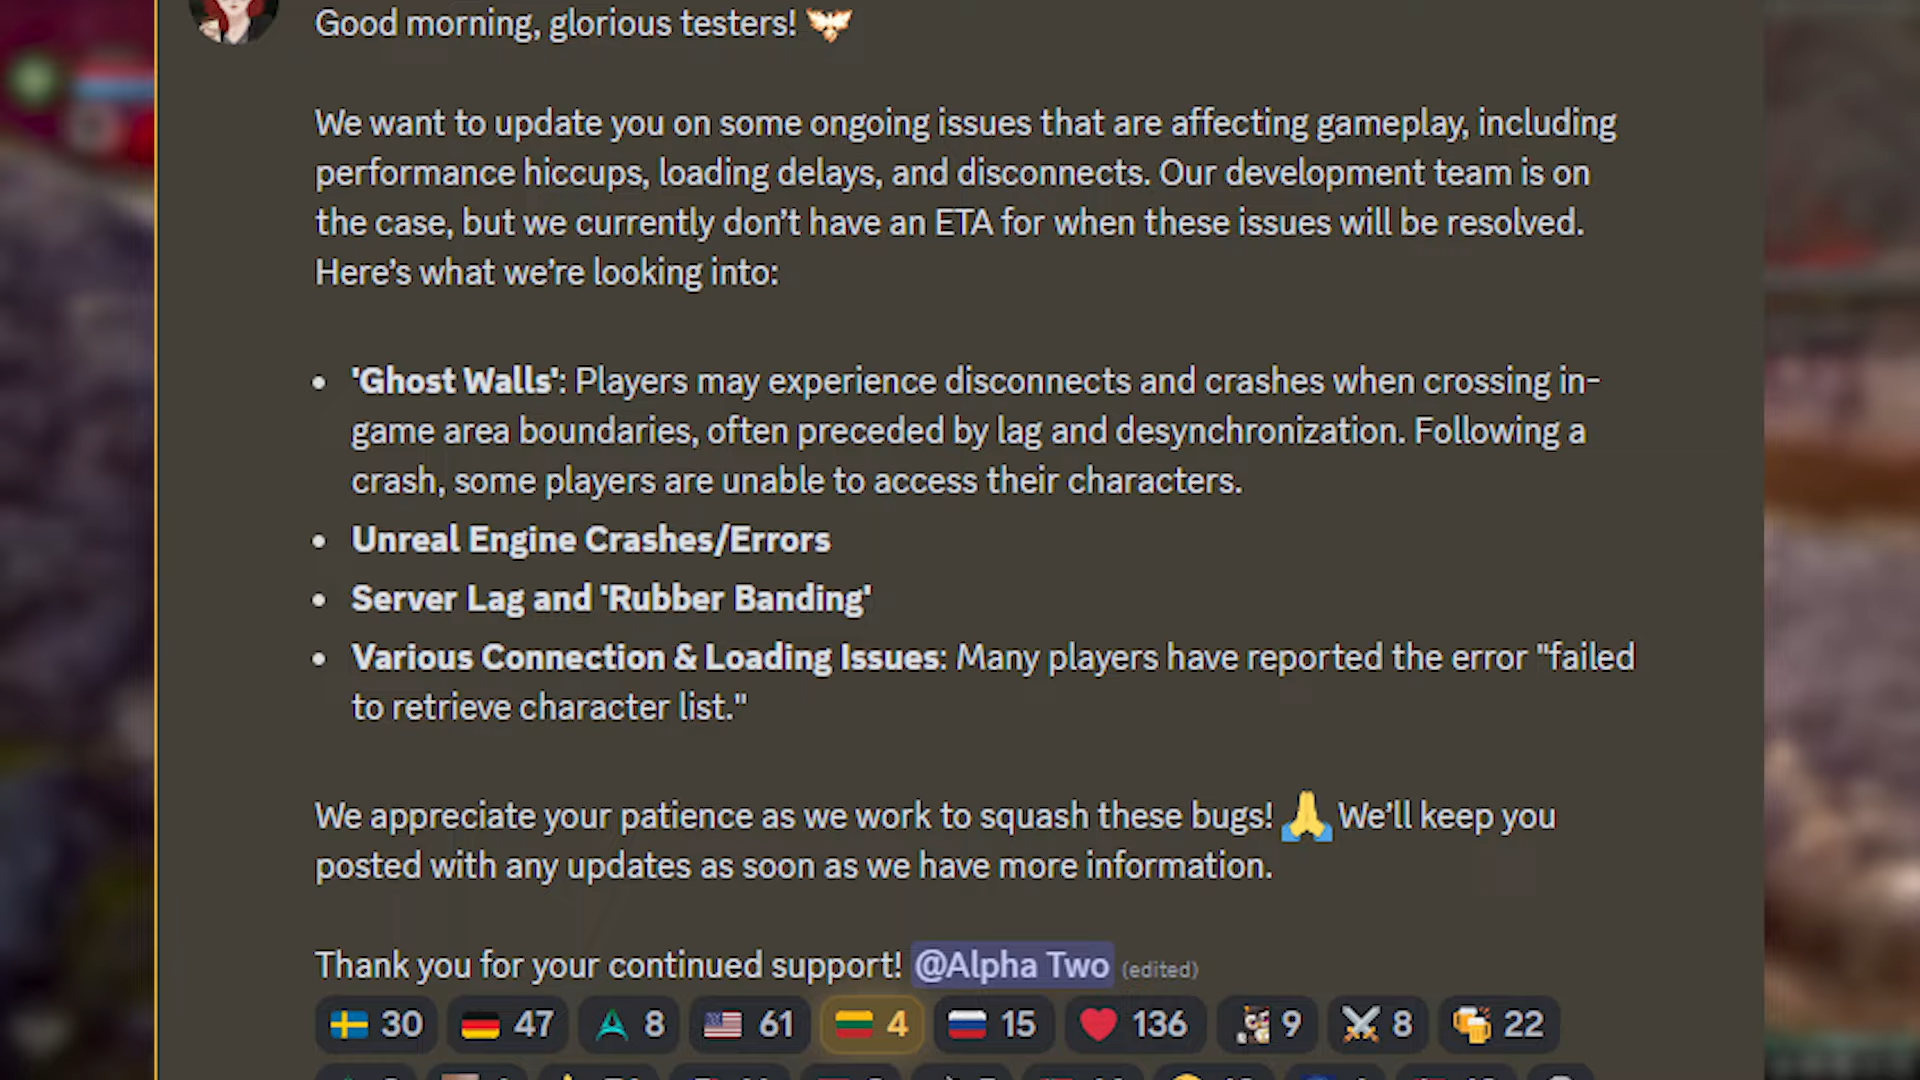 Good morning, glorious testers!
We want to update you on some ongoing issues that are affecting gameplay, including
performance hiccups, loading delays, and disconnects. Our development team is on
the case, but we currently don’t have an ETA for when these issues will be resolved.
Here’s what we’re looking into:
• 'Ghost Walls': Players may experience disconnects and crashes when crossing in-
game area boundaries, often preceded by lag and desynchronization. Following a
crash, some players are unable to access their characters.
• Unreal Engine Crashes/Errors
• Server Lag and 'Rubber Banding'
• Various Connection & Loading Issues: Many players have reported the error "failed
to retrieve character list."
We appreciate your patience as we work to squash these bugs! 🙏 We’ll keep you
posted with any updates as soon as we have more information.
Thank you for your continued support! @Alpha Two (edited)
30 47 8 61 4 15 136 9 8 22